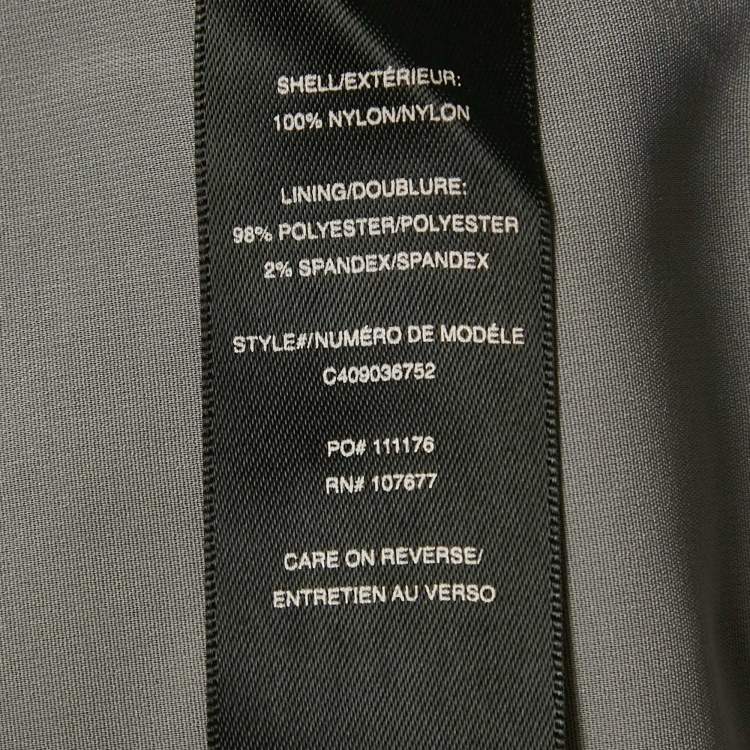 SHELL/EXTÉRIEUR:
100% NYLON/NYLON
LINING/DOUBLURE:
98% POLYESTER/POLYESTER
2% SPANDEX/SPANDEX
STYLE#/NUMÉRO DE MODÉLE
C409036752
PO# 111176
RN# 107677
CARE ON REVERSE/
ENTRETIEN AU VERSO